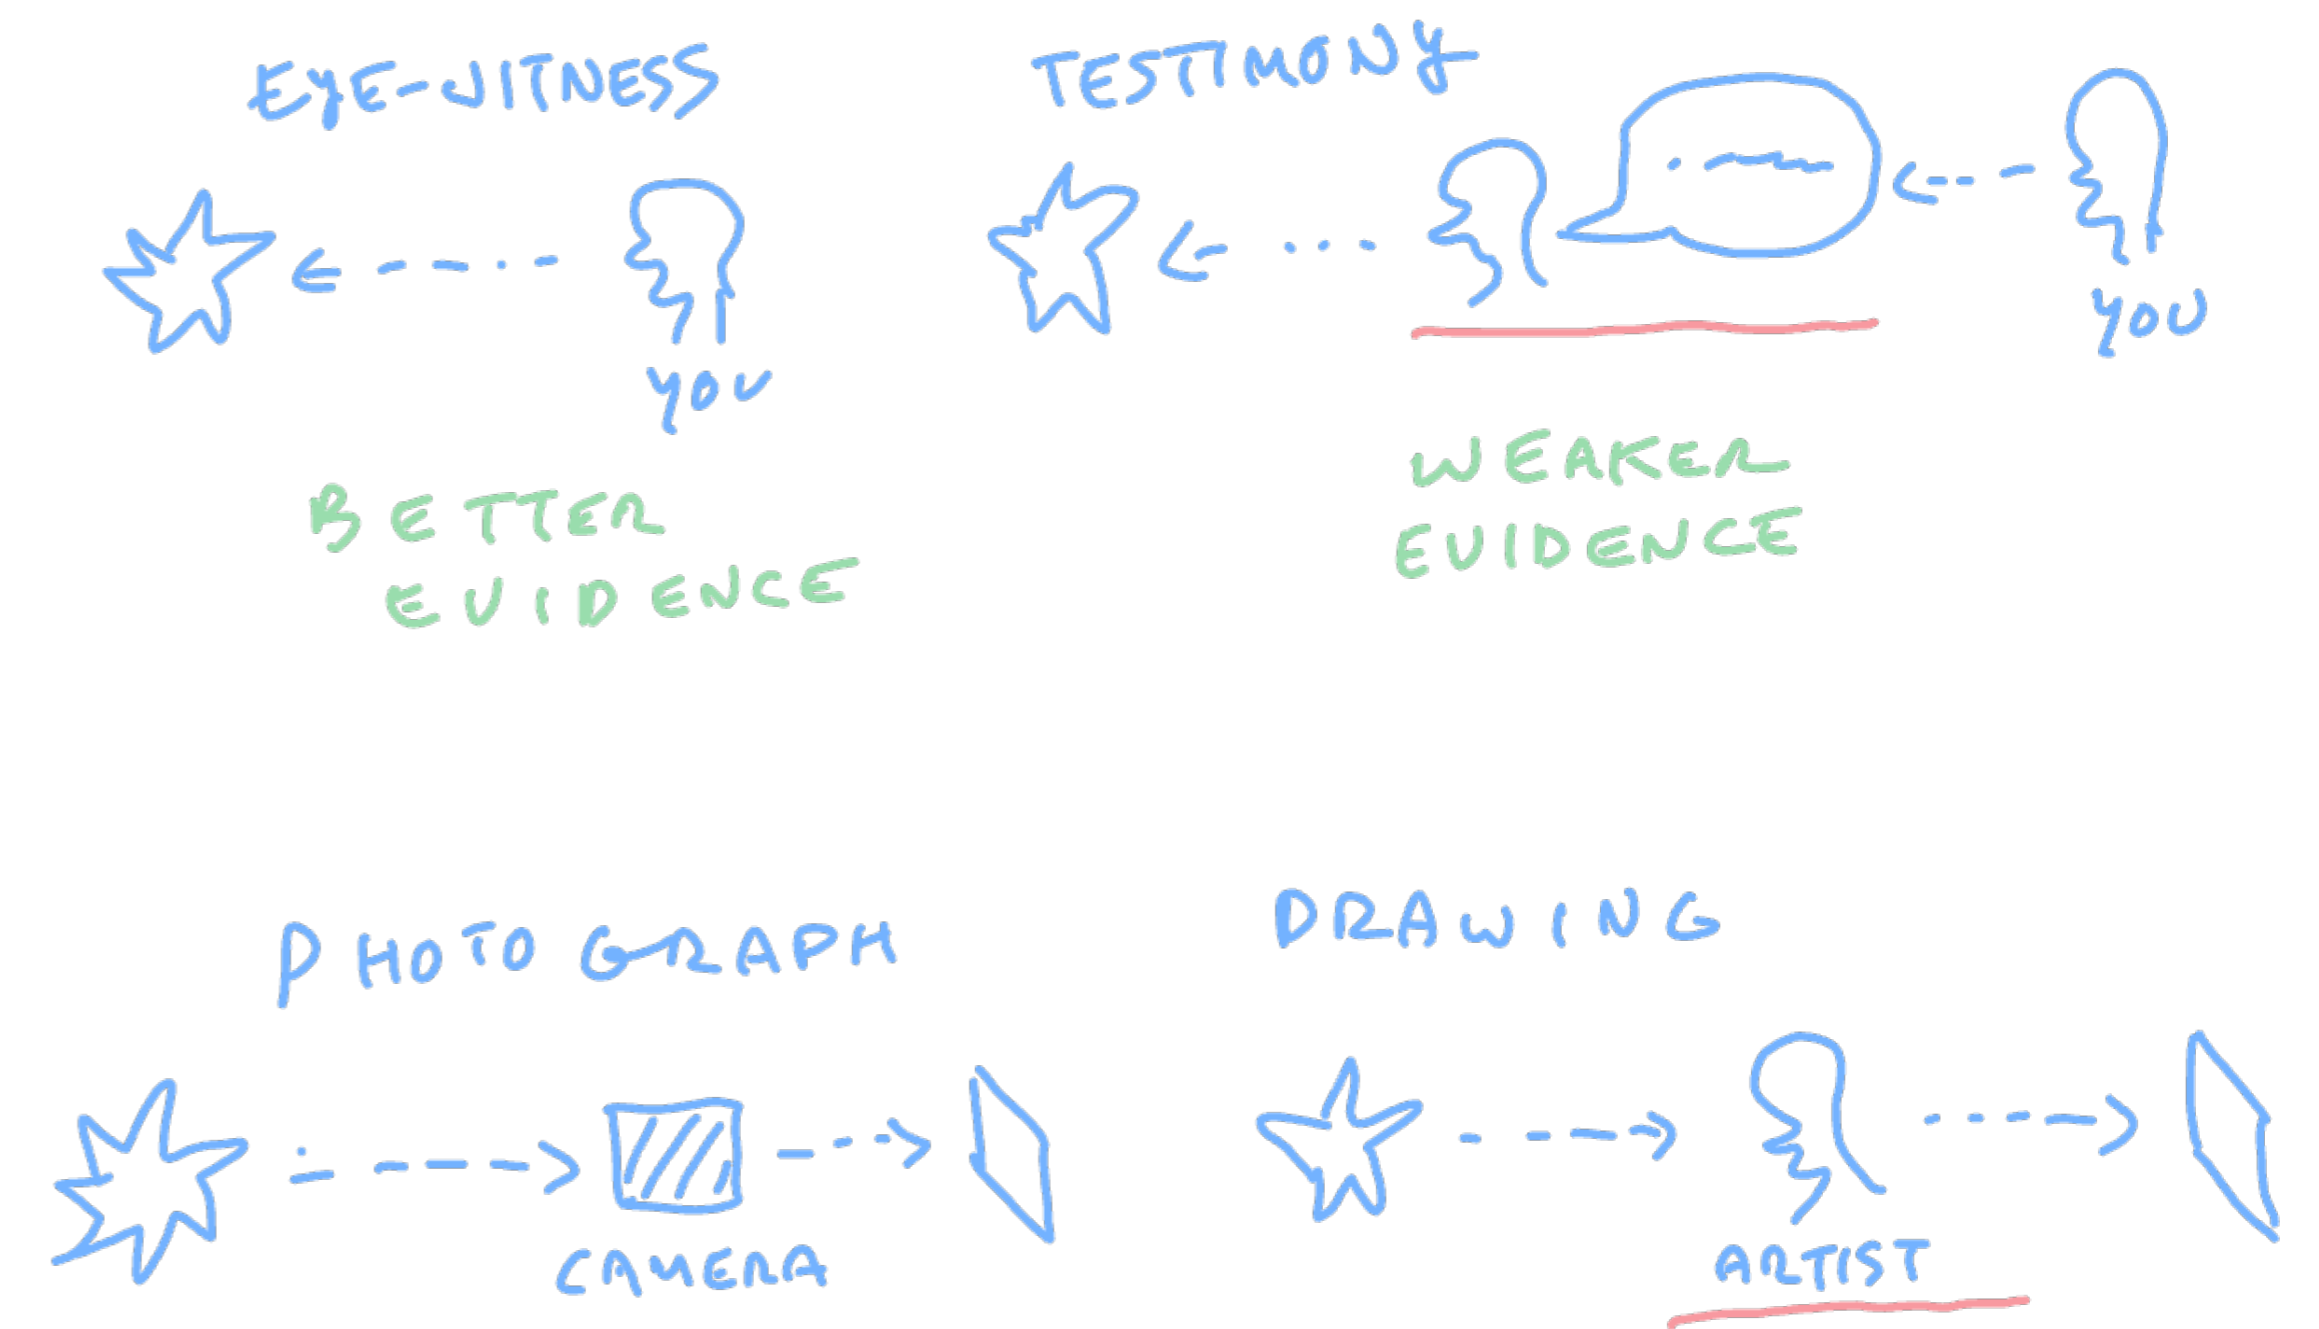 EYE-WITNESS
TESTIMONY
YOU
YOU
BETTER
EVIDENCE
WEAKER
EVIDENCE
PHOTOGRAPH
DRAWING
CAMERA
ARTIST